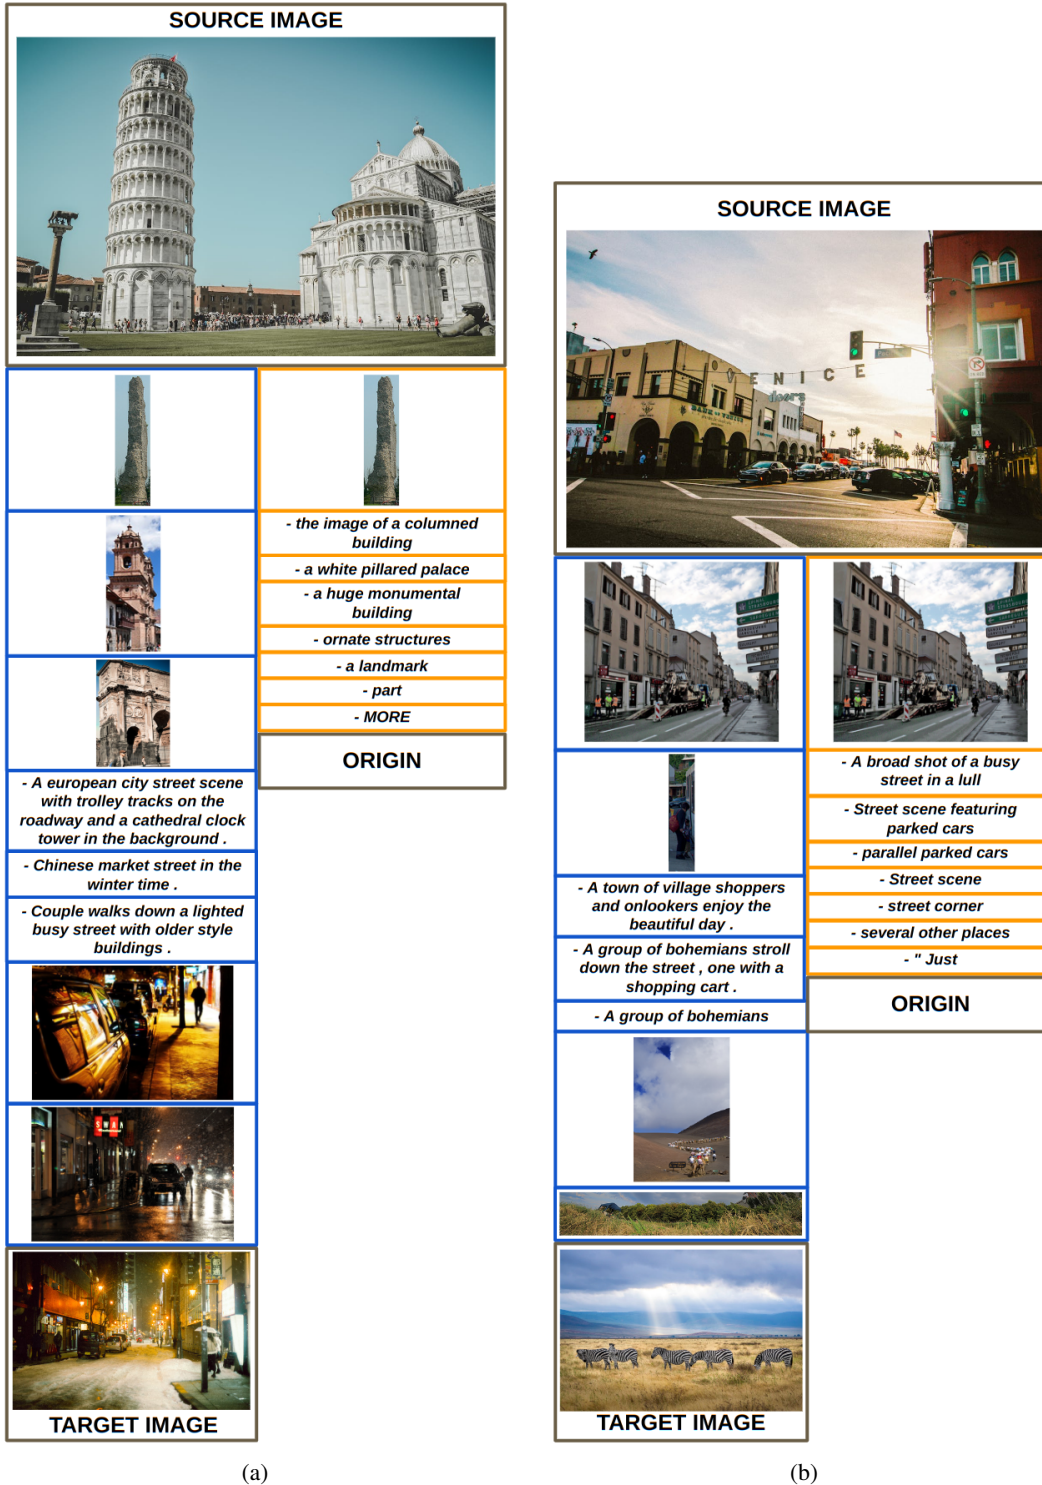 SOURCE IMAGE
- the image of a columned
building
- a white pillared palace
- a huge monumental
building
- ornate structures
- a landmark
- part
- MORE
ORIGIN
- A european city street scene
with trolley tracks on the
roadway and a cathedral clock
tower in the background .
- Chinese market street in the
winter time .
- Couple walks down a lighted
busy street with older style
buildings .
SWAN
TARGET IMAGE
(a)
SOURCE IMAGE
VENICE
BANK OF VENICE
- A broad shot of a busy
street in a lull
- Street scene featuring
parked cars
- parallel parked cars
- Street scene
- street corner
- several other places
- " Just
ORIGIN
- A town of village shoppers
and onlookers enjoy the
beautiful day .
- A group of bohemians stroll
down the street , one with a
shopping cart .
- A group of bohemians
TARGET IMAGE
(b)